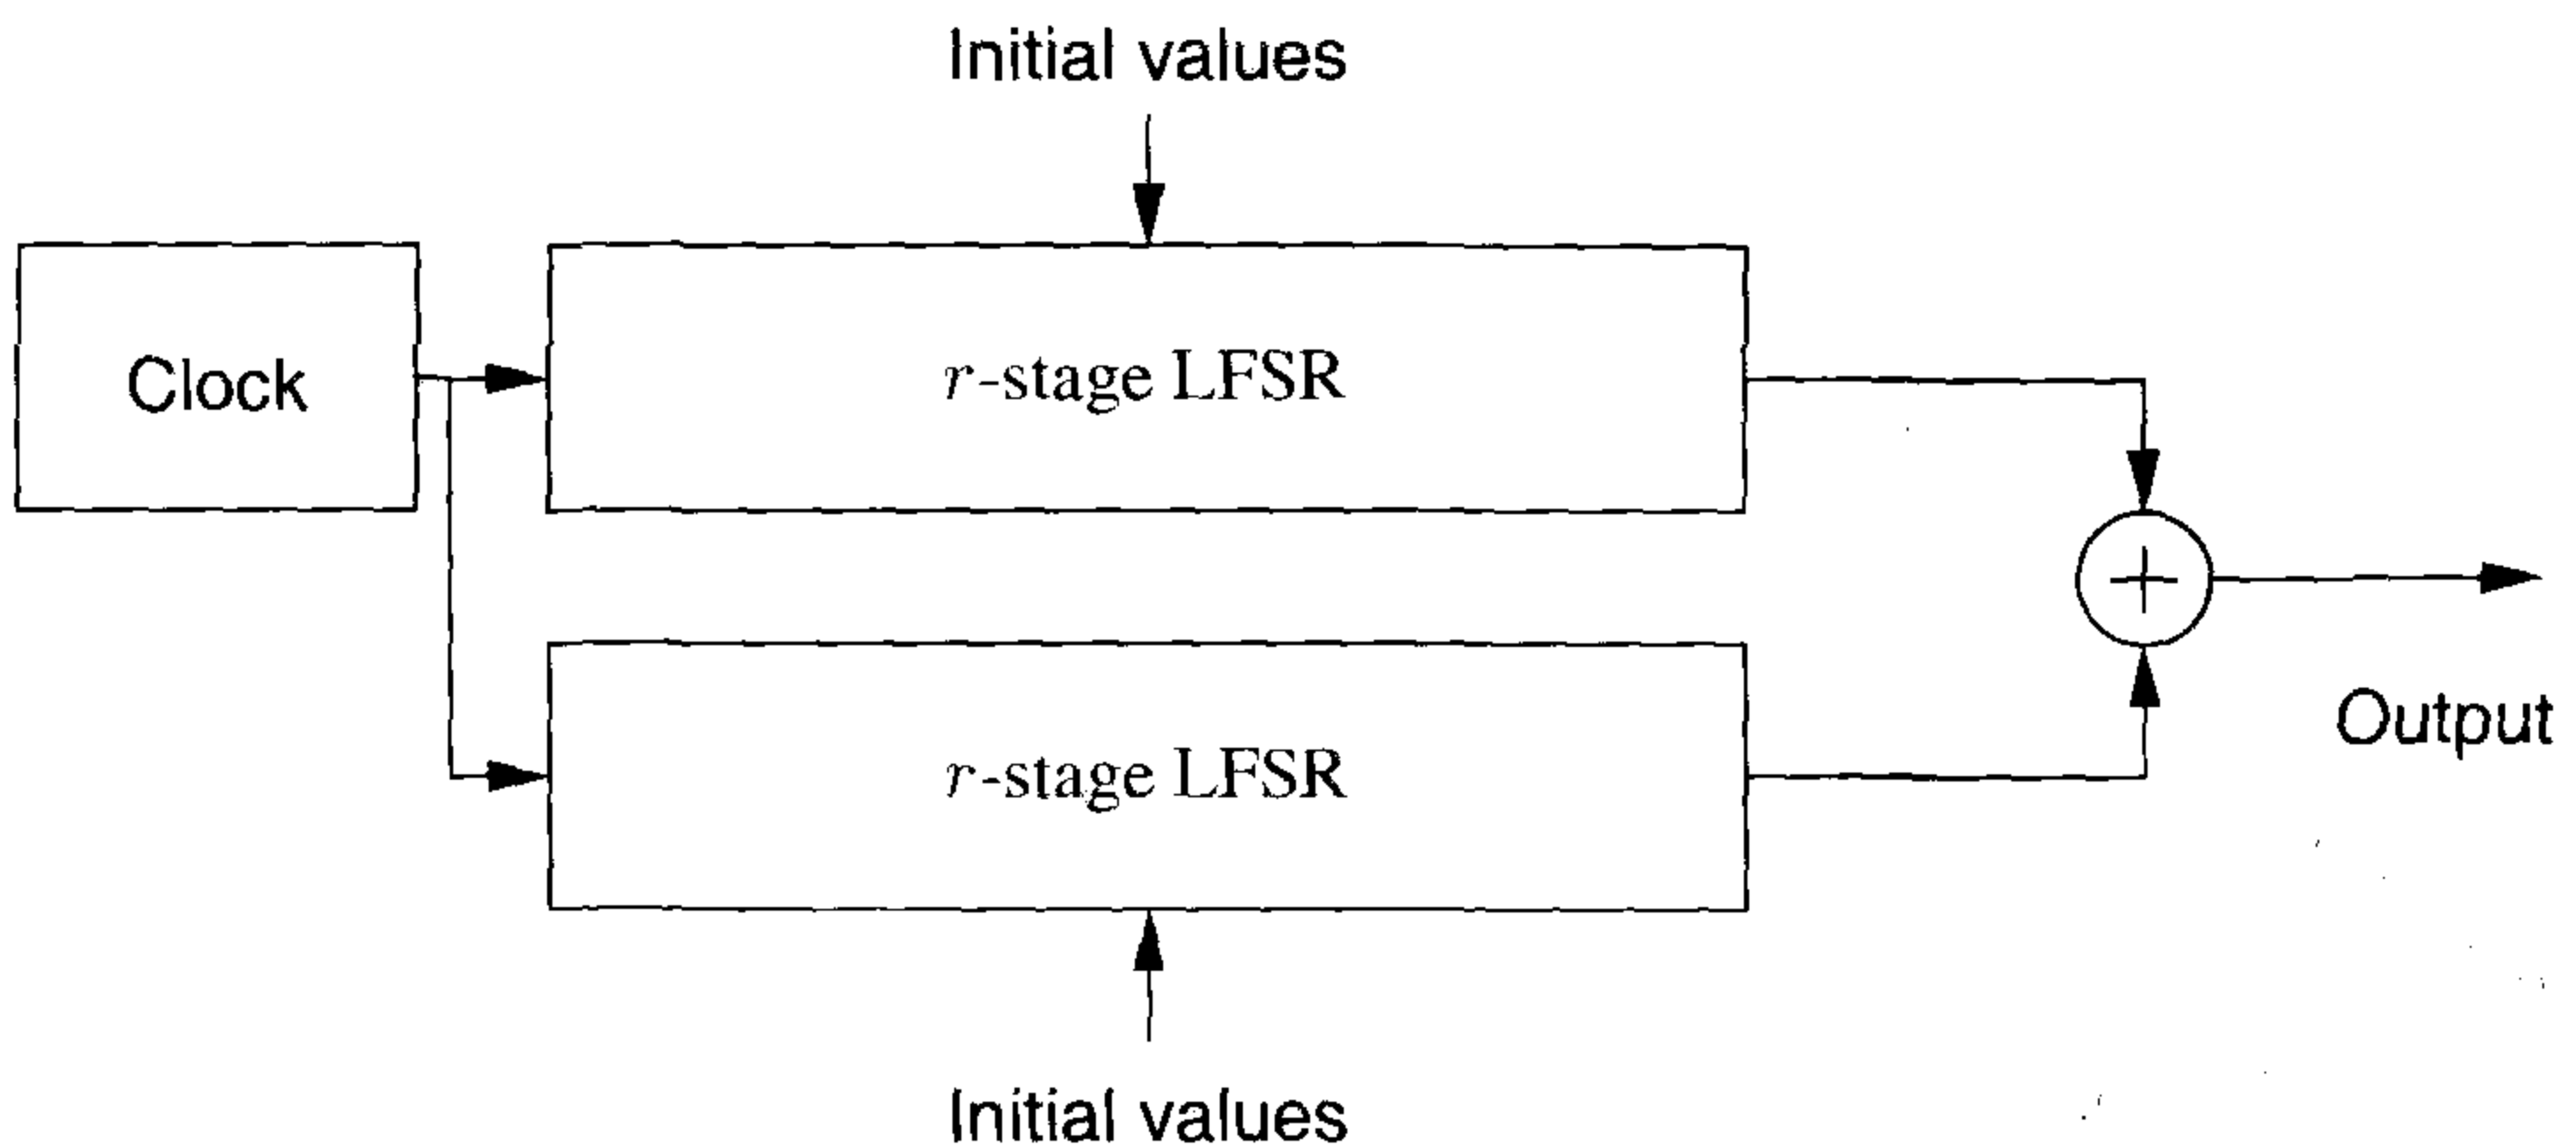 Initial values
Clock
r-stage LFSR
+
Output
r-stage LFSR
Initial values